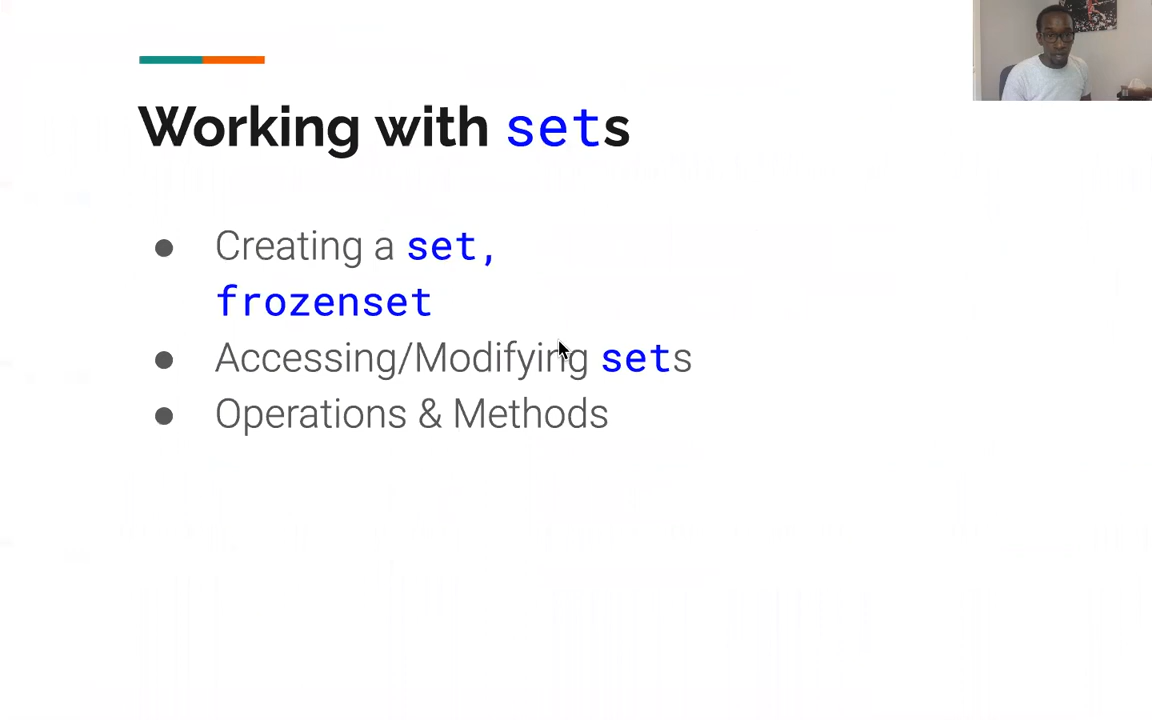 Working with sets
● Creating a set,
frozenset
● Accessing/Modifying sets
● Operations & Methods